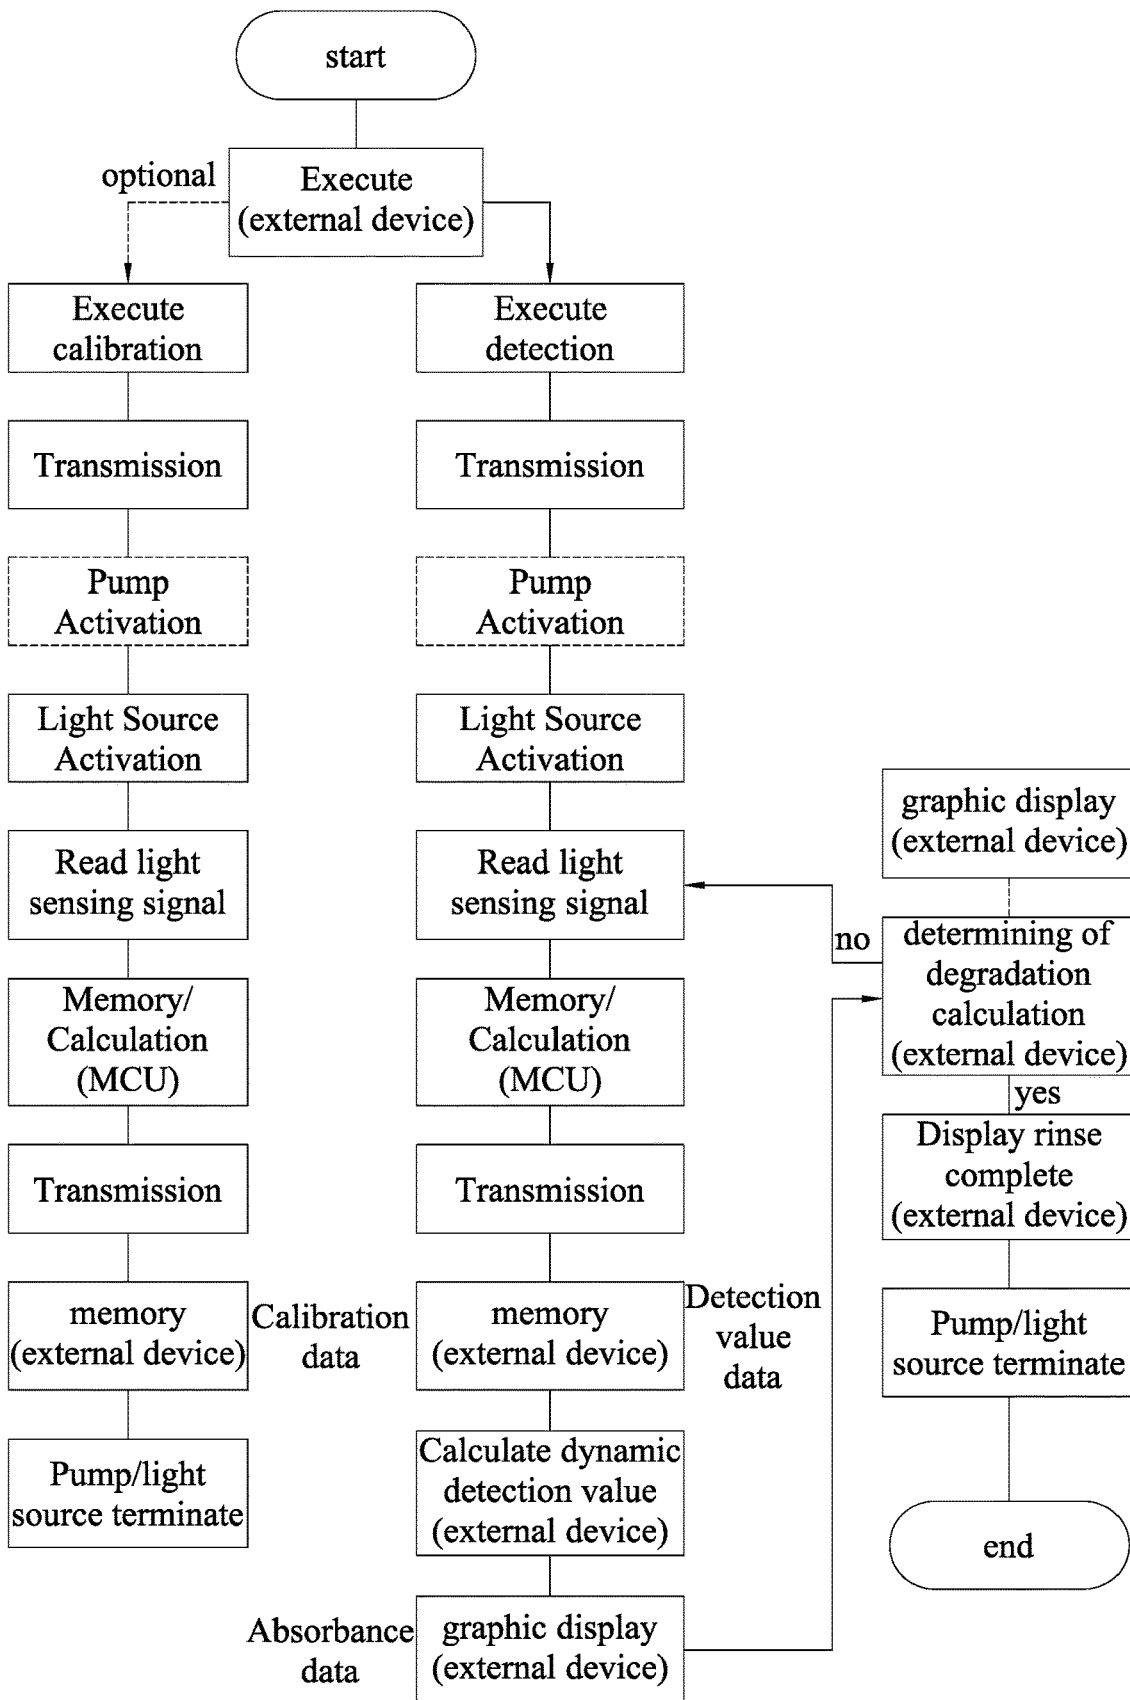 start
optional
Execute
(external device)
Execute
calibration
Transmission
Pump
Activation
Light Source
Activation
Read light
sensing signal
Memory/
Calculation
(MCU)
Transmission
memory
(external device)
Calibration
data
Pump/light
source terminate
Execute
detection
Transmission
Pump
Activation
Light Source
Activation
Read light
sensing signal
Memory/
Calculation
(MCU)
Transmission
memory
(external device)
Detection
value
data
Calculate dynamic
detection value
(external device)
Absorbance
data
graphic display
(external device)
graphic display
(external device)
no
determining of
degradation
calculation
(external device)
yes
Display rinse
complete
(external device)
Pump/light
source terminate
end